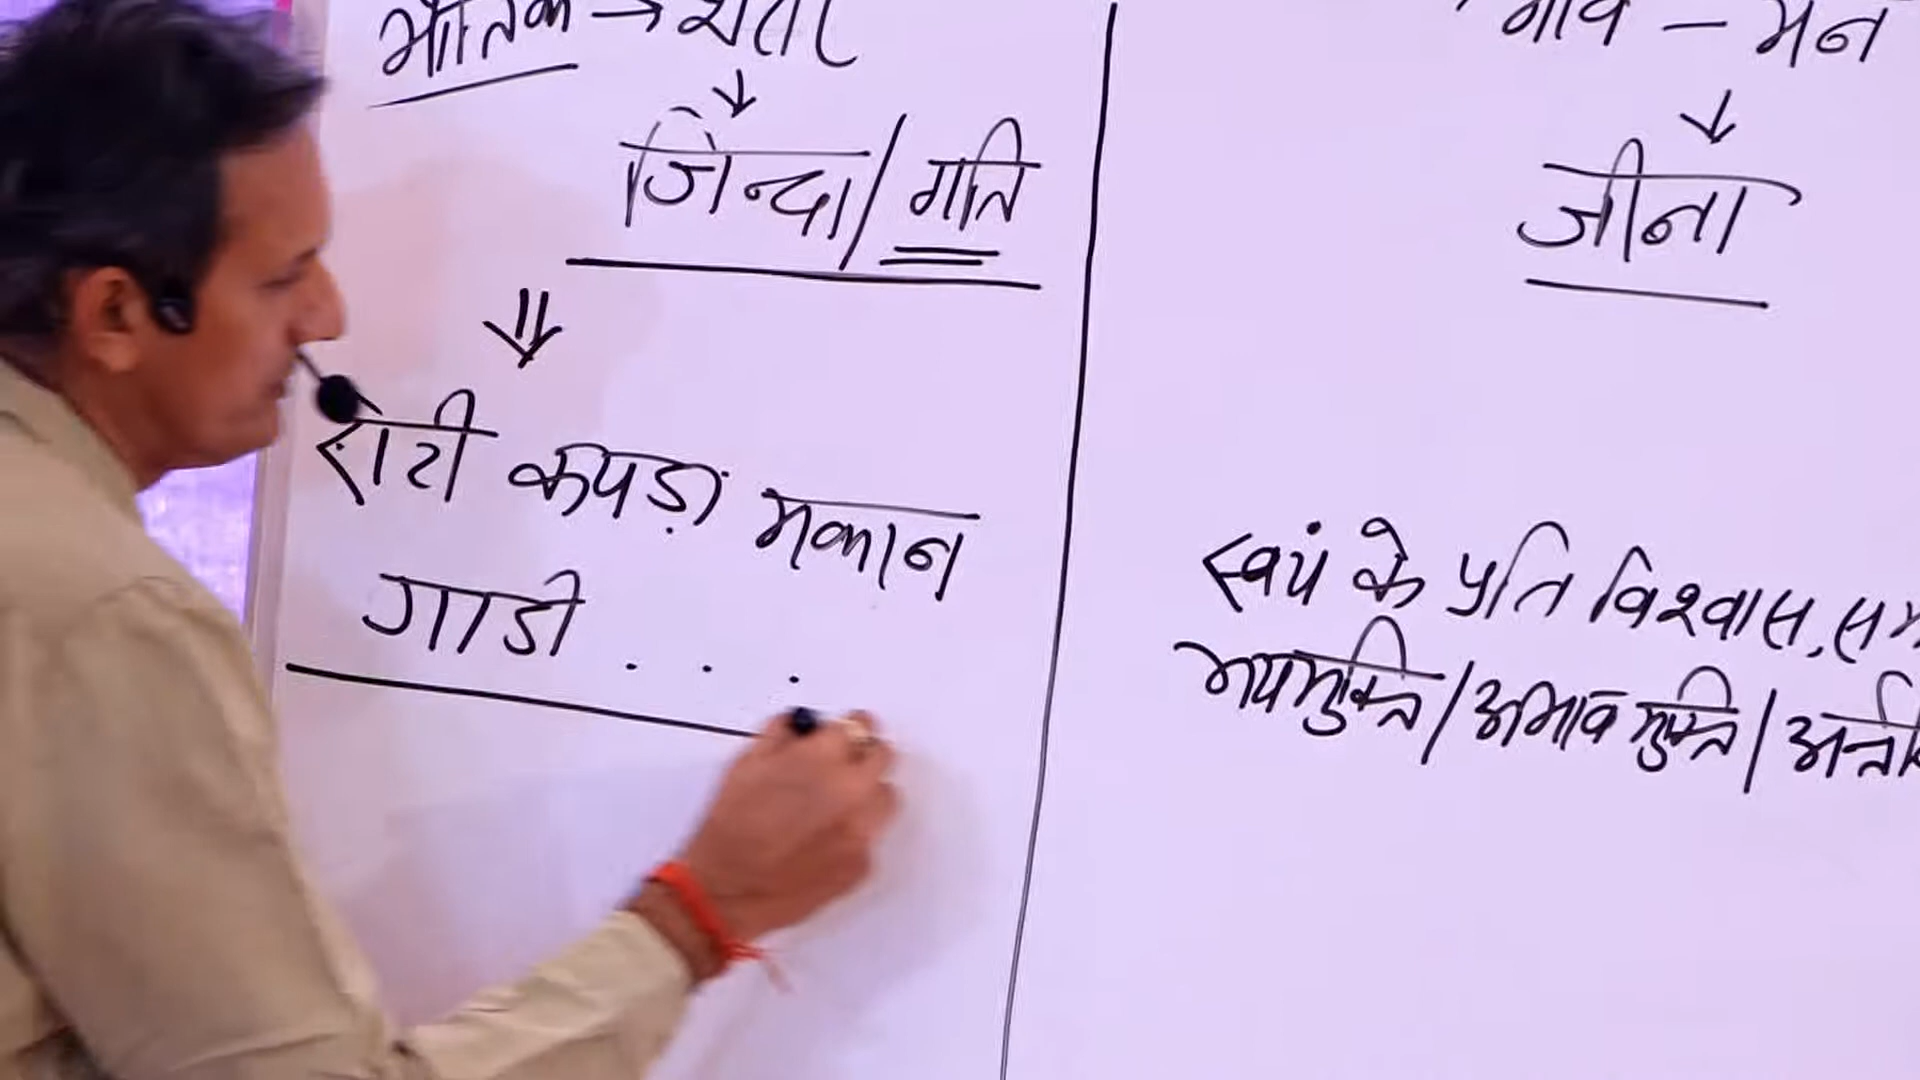 भौतिक → शरीर
↓
जिन्दा/गति
⇓
रोटी कपड़ा मकान
गाडी . . .
भाव – मन
↓
जीना
स्वयं के प्रति विश्वास,
भयमुक्ति/अभाव मुक्ति/